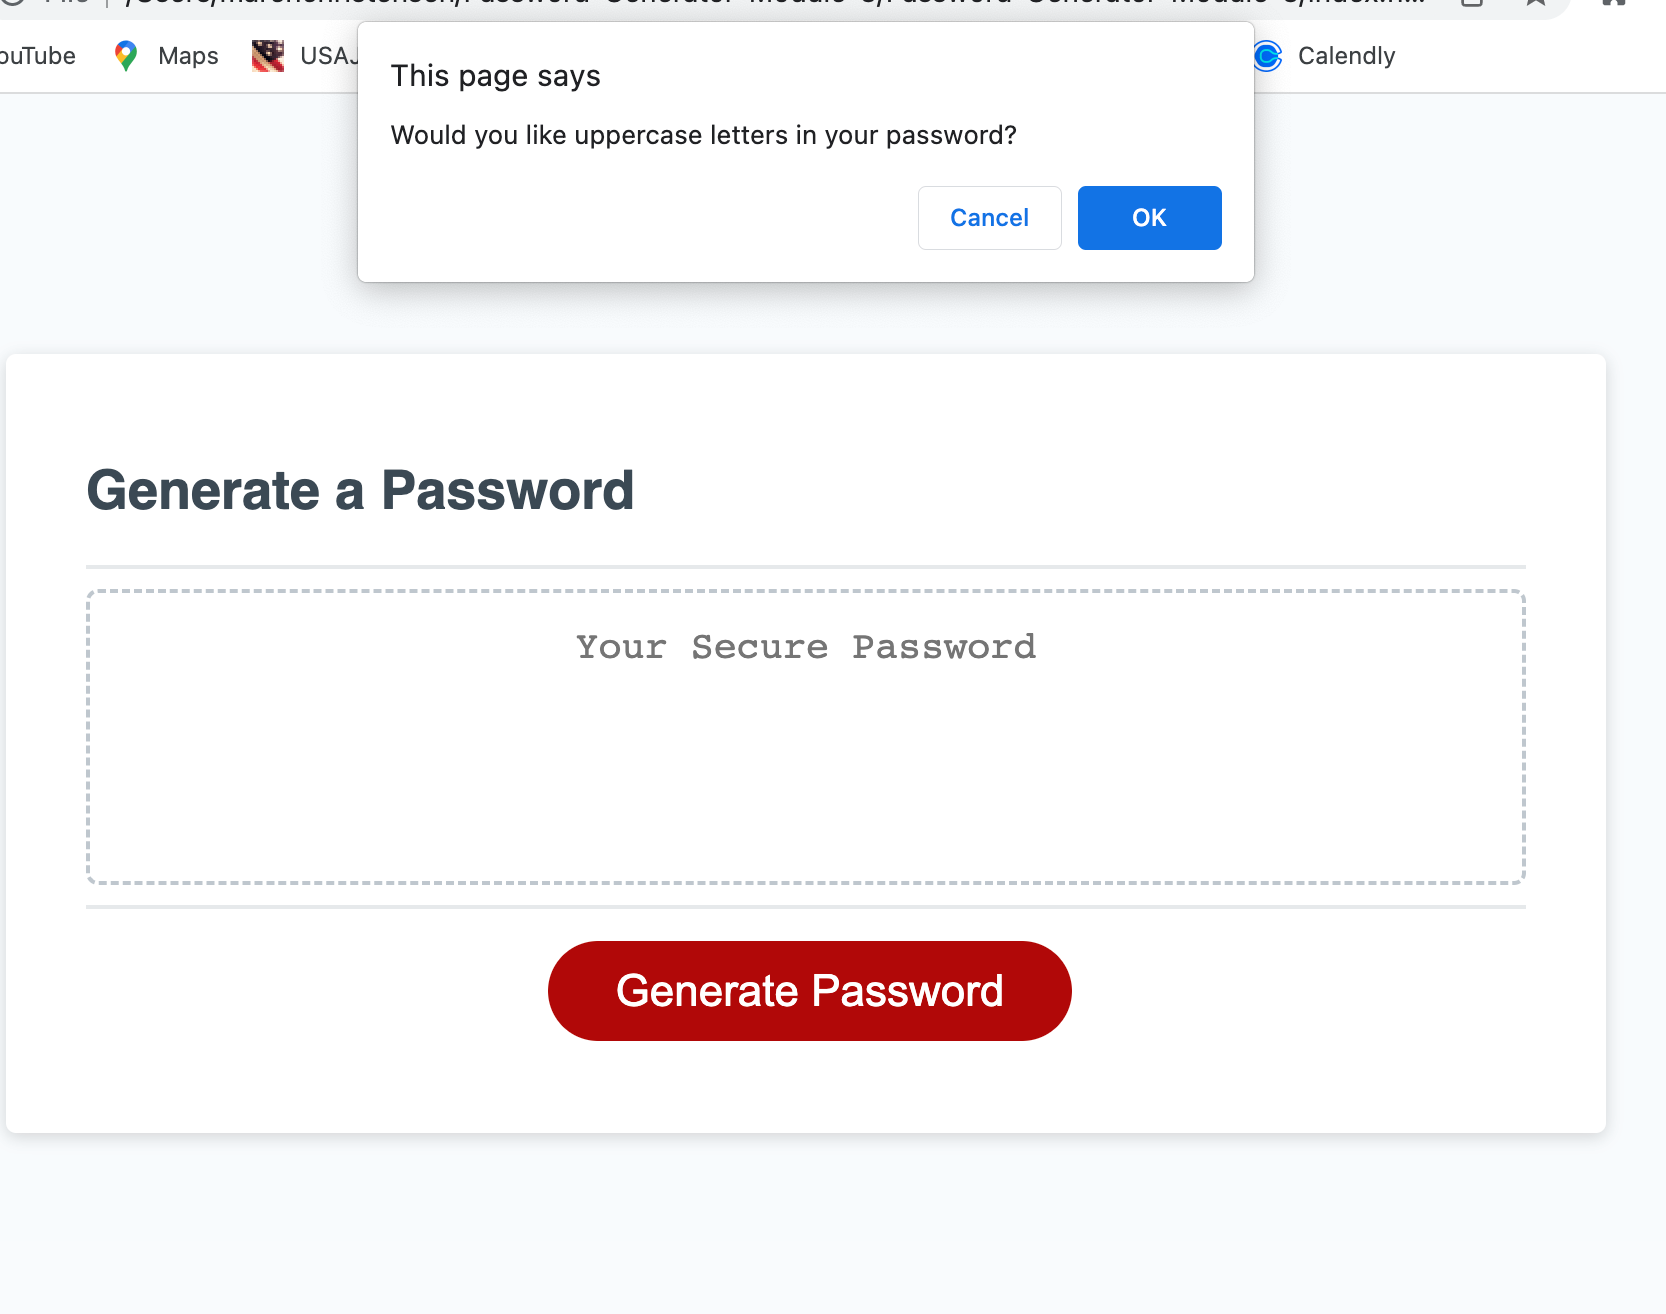 ouTube Maps USAJ Calendly
This page says
Would you like uppercase letters in your password?
Cancel OK
Generate a Password
Your Secure Password
Generate Password